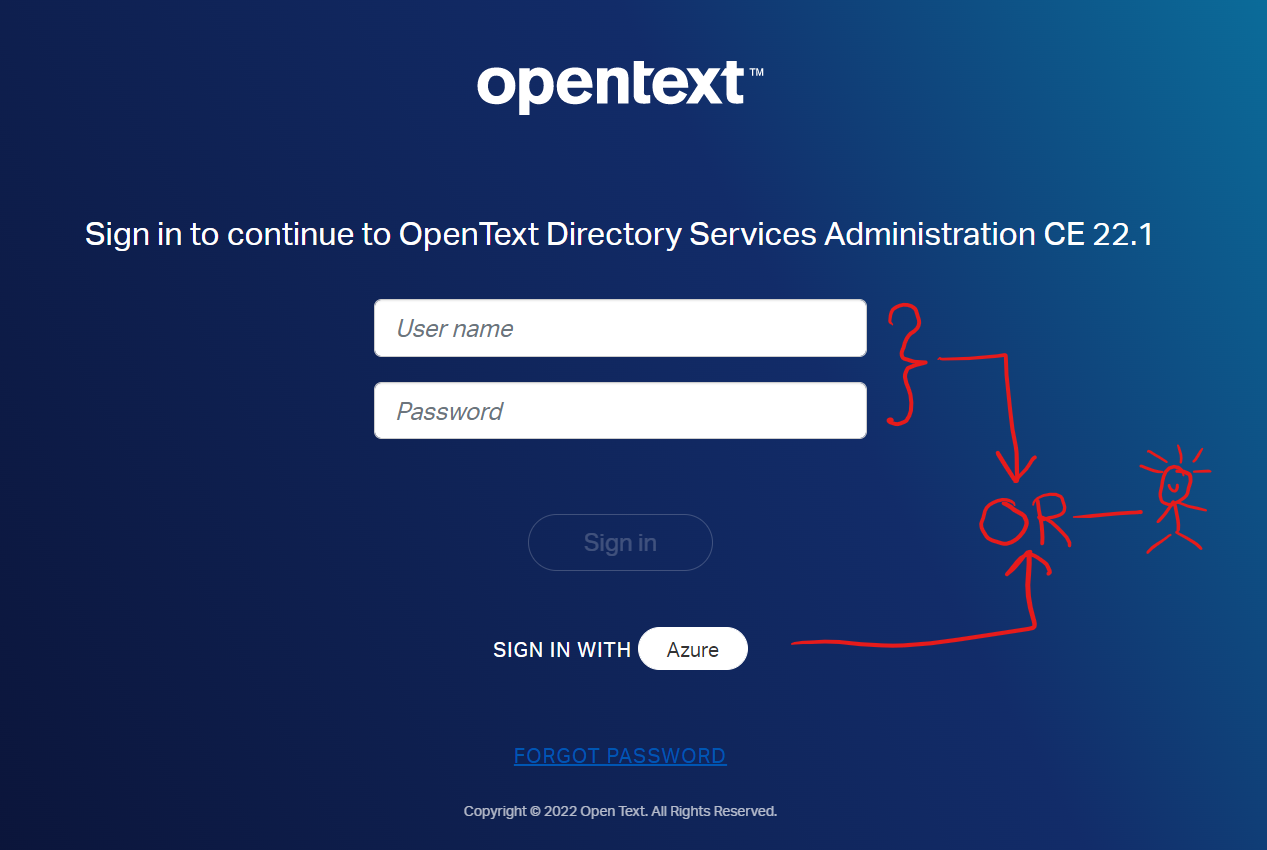 opentext™
Sign in to continue to OpenText Directory Services Administration CE 22.1
User name
Password
OR
Sign in
SIGN IN WITH Azure
FORGOT PASSWORD
Copyright © 2022 Open Text. All Rights Reserved.